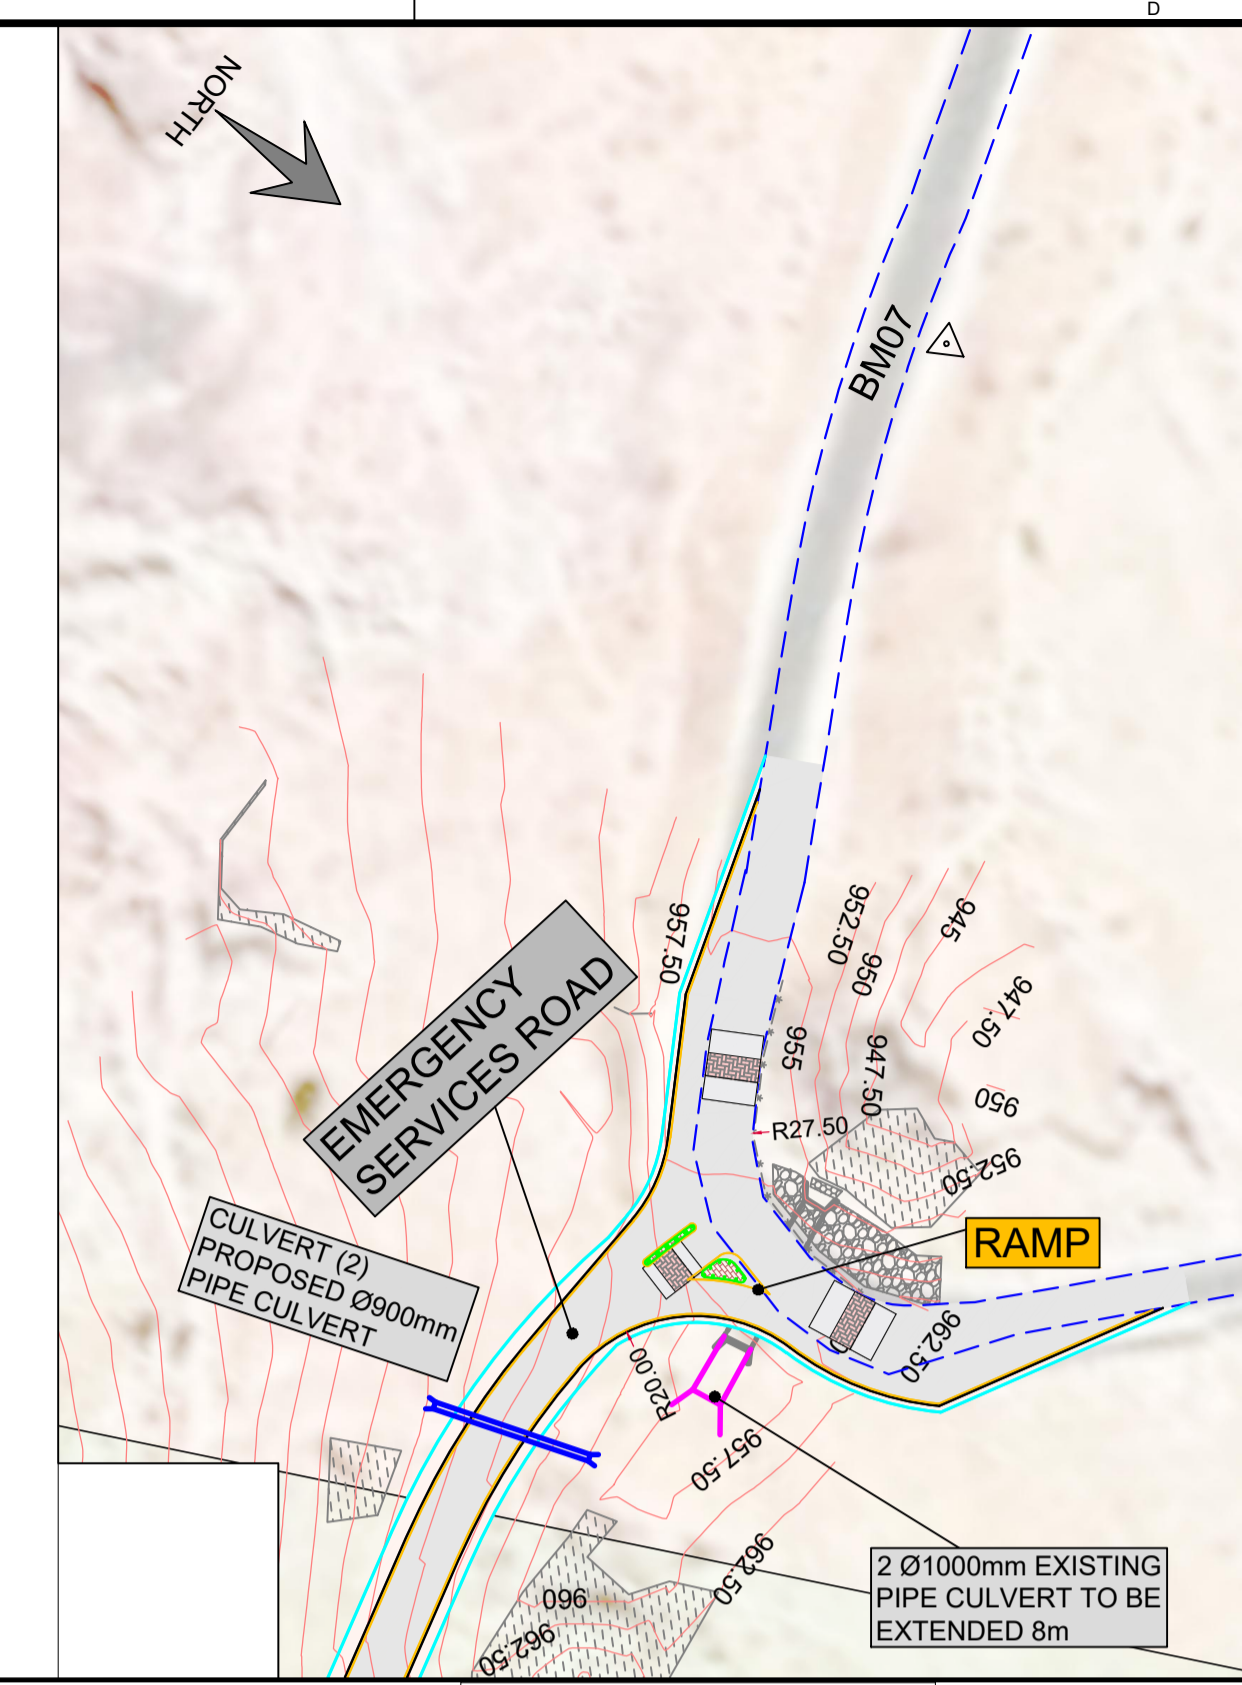 D
NORTH
BM07
957.50
952.50
950
945
947.50
955
947.50
950
952.50
R27.50
EMERGENCY
SERVICES ROAD
CULVERT (2)
PROPOSED Ø900mm
PIPE CULVERT
RAMP
962.50
R20.00
957.50
962.50
960
962.50
2 Ø1000mm EXISTING
PIPE CULVERT TO BE
EXTENDED 8m